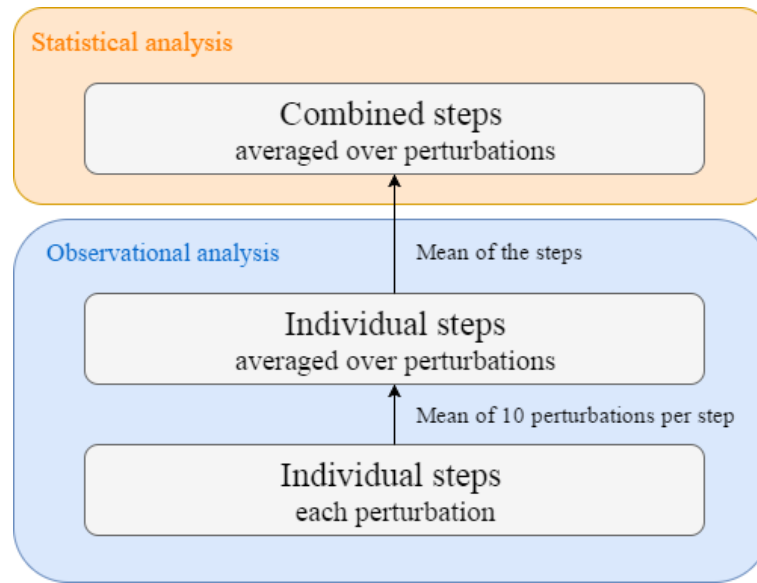 Statistical analysis
Combined steps
averaged over perturbations
Observational analysis
Mean of the steps
Individual steps
averaged over perturbations
Mean of 10 perturbations per step
Individual steps
each perturbation